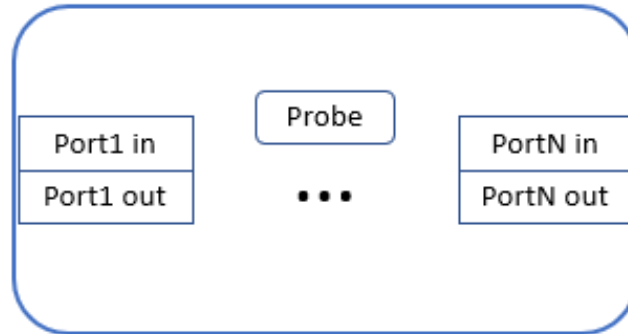 Probe
Port1 in
Port1 out
...
PortN in
PortN out